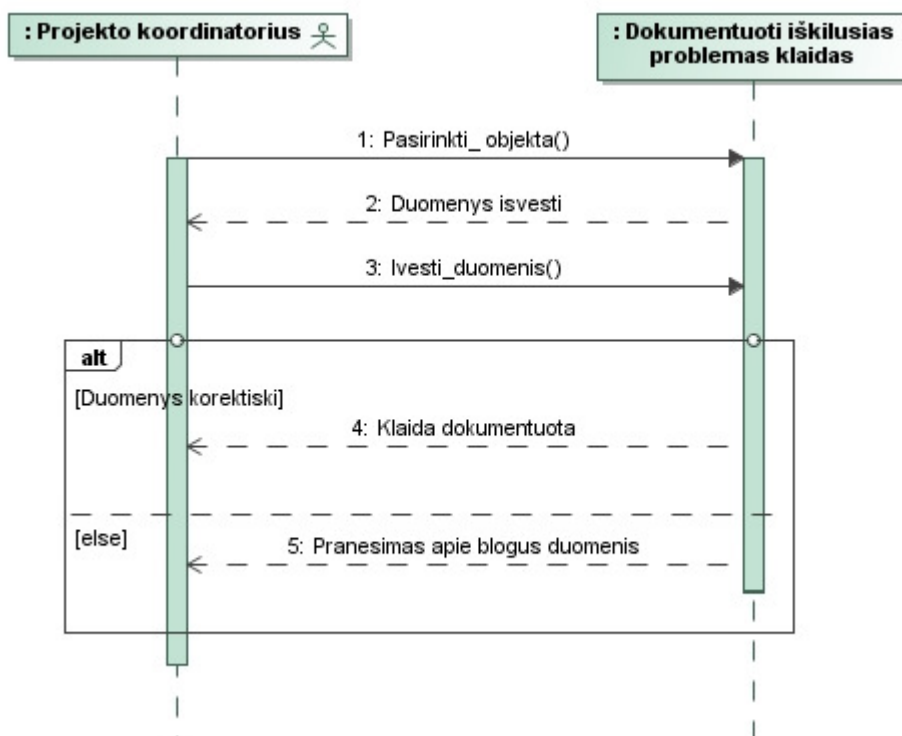 : Projekto koordinatorius
: Dokumentuoti iškilusias
problemas klaidas
1: Pasirinkti_ objekta()
2: Duomenys isvesti
3: Ivesti_duomenis()
alt
[Duomenys korektiski]
4: Klaida dokumentuota
[else]
5: Pranesimas apie blogus duomenis